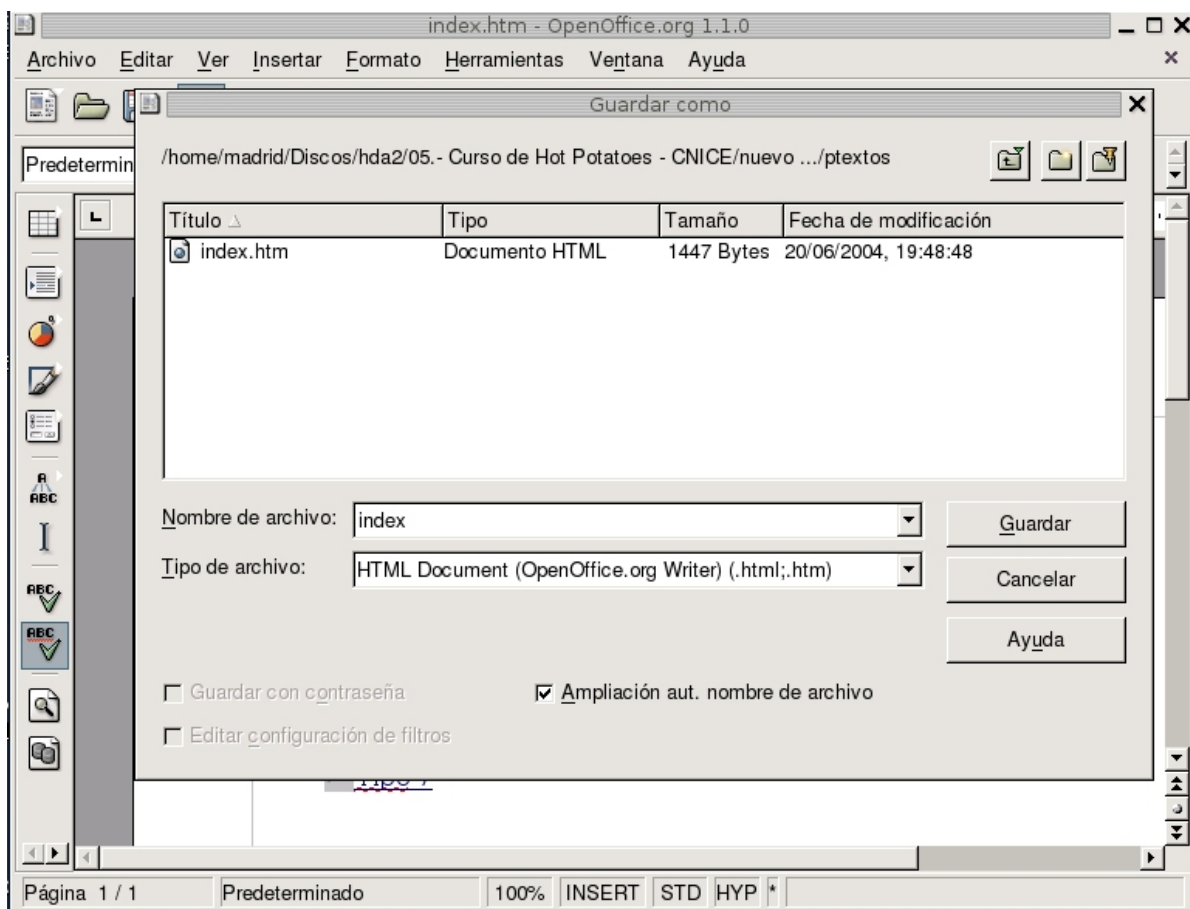 index.htm - OpenOffice.org 1.1.0
Archivo Editar Ver Insertar Formato Herramientas Ventana Ayuda
Guardar como
Predetermin
/home/madrid/Discos/hda2/05.- Curso de Hot Potatoes - CNICE/nuevo .../ptextos
Título Tipo Tamaño Fecha de modificación
index.htm Documento HTML 1447 Bytes 20/06/2004, 19:48:48
Nombre de archivo: index
Guardar
Tipo de archivo: HTML Document (OpenOffice.org Writer) (.html;.htm)
Cancelar
Ayuda
Guardar con contraseña
Ampliación aut. nombre de archivo
Editar configuración de filtros
A
ABC
ABC
ABC
Página 1 / 1 Predeterminado 100% INSERT STD HYP *